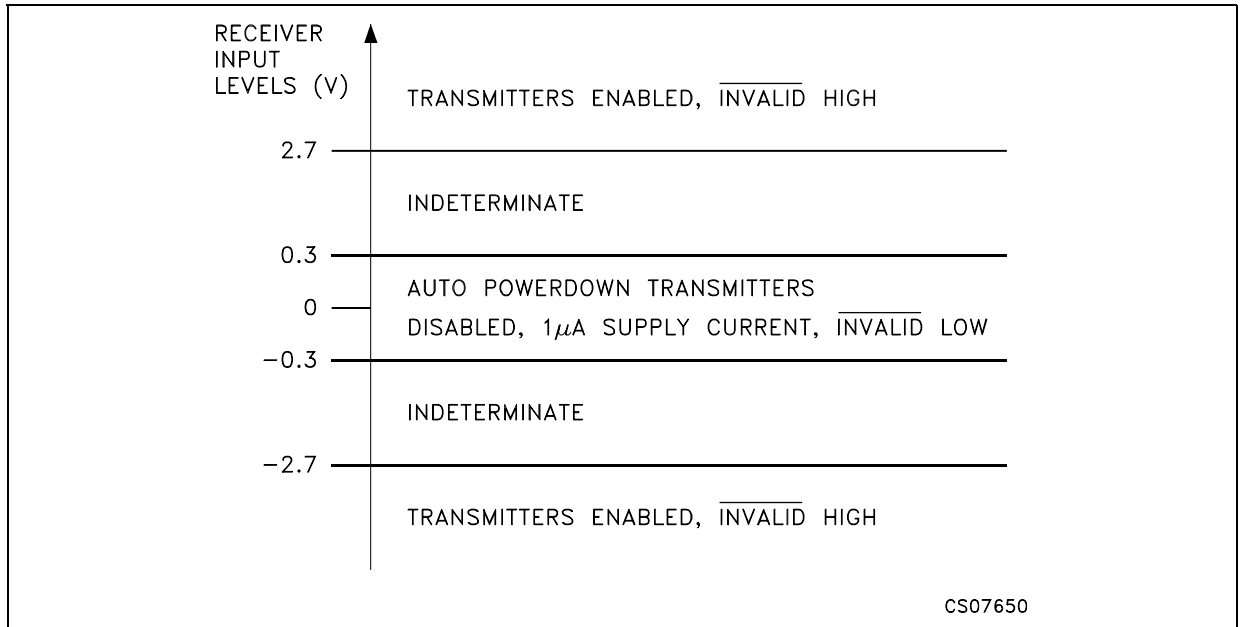 RECEIVER
INPUT
LEVELS (V)
TRANSMITTERS ENABLED, INVALID HIGH
2.7
INDETERMINATE
0.3
AUTO POWERDOWN TRANSMITTERS
0
DISABLED, 1μA SUPPLY CURRENT, INVALID LOW
−0.3
INDETERMINATE
−2.7
TRANSMITTERS ENABLED, INVALID HIGH
CS07650